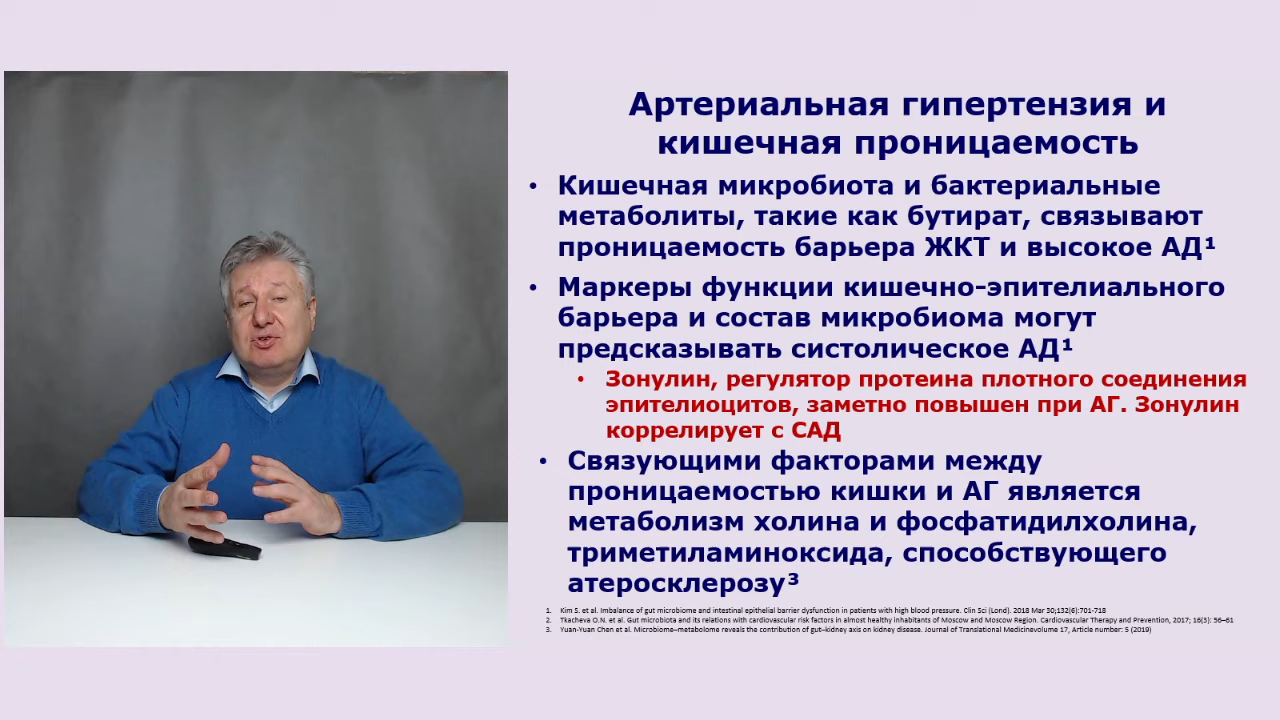 Артериальная гипертензия и
кишечная проницаемость
• Кишечная микробиота и бактериальные
метаболиты, такие как бутират, связывают
проницаемость барьера ЖКТ и высокое АД¹
• Маркеры функции кишечно-эпителиального
барьера и состав микробиома могут
предсказывать систолическое АД¹
• Зонулин, регулятор протеина плотного соединения
эпителиоцитов, заметно повышен при АГ. Зонулин
коррелирует с САД
• Связующими факторами между
проницаемостью кишки и АГ является
метаболизм холина и фосфатидилхолина,
триметиламиноксида, способствующего
атеросклерозу³
1. Kim S. et al. Imbalance of gut microbiome and intestinal epithelial barrier dysfunction in patients with high blood pressure. Clin Sci (Lond). 2018 Mar 30;132(6):701-718
2. Tkacheva O.N. et al. Gut microbiota and its relations with cardiovascular risk factors in almost healthy inhabitants of Moscow and Moscow Region. Cardiovascular Therapy and Prevention, 2017; 16(3): 56–61
3. Yuan-Yuan Chen et al. Microbiome–metabolome reveals the contribution of gut–kidney axis on kidney disease. Journal of Translational Medicinevolume 17, Article number: 5 (2019)